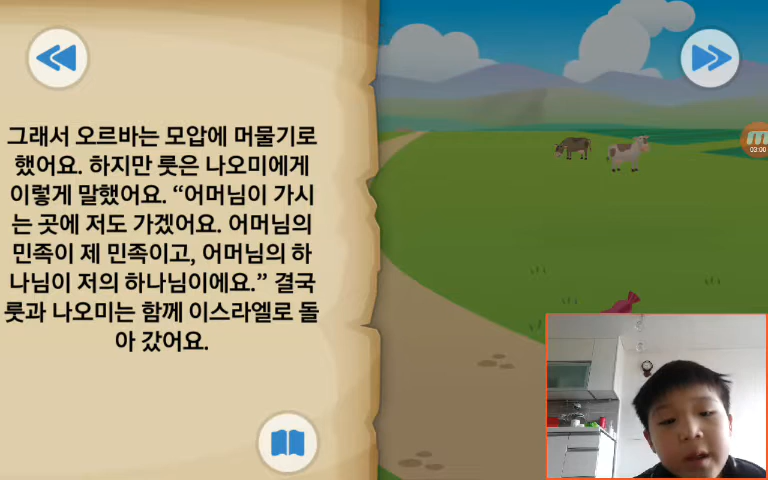 그래서 오르바는 모압에 머물기로
했어요. 하지만 룻은 나오미에게
이렇게 말했어요. “어머님이 가시
는 곳에 저도 가겠어요. 어머님의
민족이 제 민족이고, 어머님의 하
나님이 저의 하나님이에요.” 결국
룻과 나오미는 함께 이스라엘로 돌
아 갔어요.
03:00